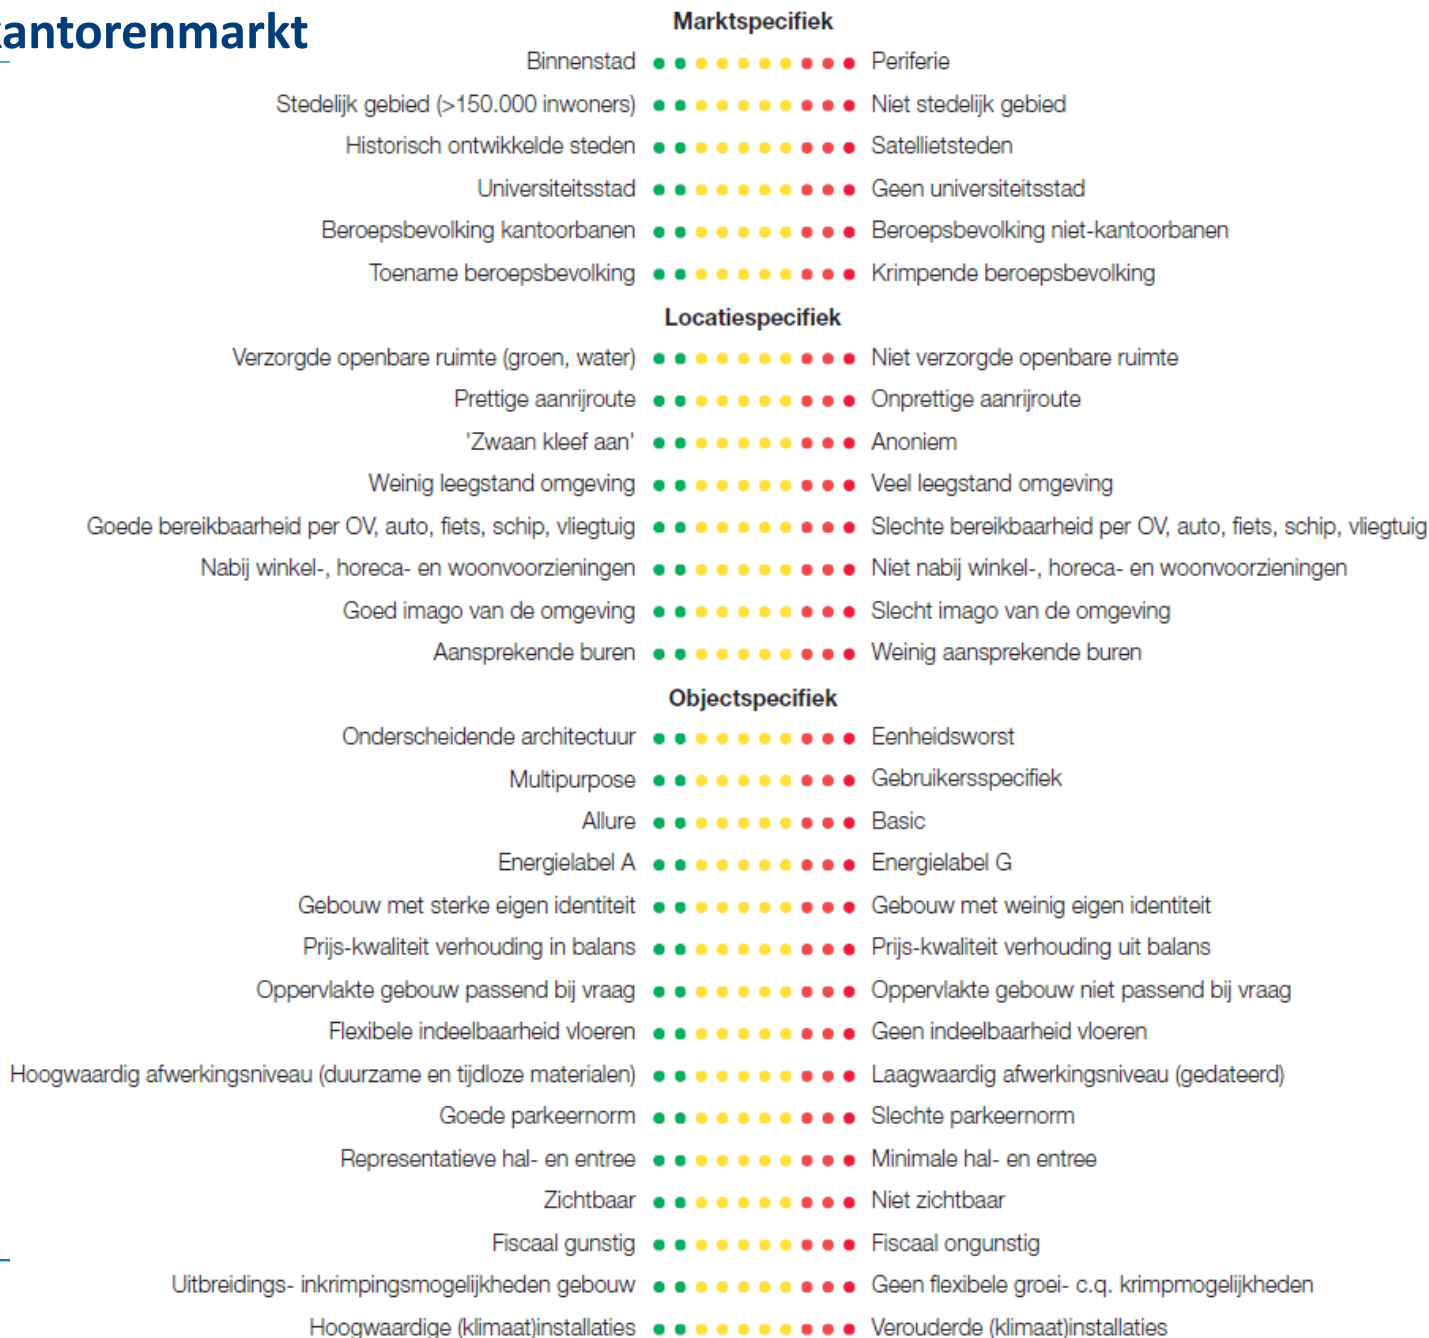 kantorenmarkt
Marktspecifiek
Binnenstad Periferie
Stedelijk gebied (>150.000 inwoners) Niet stedelijk gebied
Historisch ontwikkelde steden Satellietsteden
Universiteitsstad Geen universiteitsstad
Beroepsbevolking kantoorbanen Beroepsbevolking niet-kantoorbanen
Toename beroepsbevolking Krimpende beroepsbevolking
Locatiespecifiek
Verzorgde openbare ruimte (groen, water) Niet verzorgde openbare ruimte
Prettige aanrijroute Onprettige aanrijroute
'Zwaan kleef aan' Anoniem
Weinig leegstand omgeving Veel leegstand omgeving
Goede bereikbaarheid per OV, auto, fiets, schip, vliegtuig Slechte bereikbaarheid per OV, auto, fiets, schip, vliegtuig
Nabij winkel-, horeca- en woonvoorzieningen Niet nabij winkel-, horeca- en woonvoorzieningen
Goed imago van de omgeving Slecht imago van de omgeving
Aansprekende buren Weinig aansprekende buren
Objectspecifiek
Onderscheidende architectuur Eenheidsworst
Multipurpose Gebruikersspecifiek
Allure Basic
Energielabel A Energielabel G
Gebouw met sterke eigen identiteit Gebouw met weinig eigen identiteit
Prijs-kwaliteit verhouding in balans Prijs-kwaliteit verhouding uit balans
Oppervlakte gebouw passend bij vraag Oppervlakte gebouw niet passend bij vraag
Flexibele indeelbaarheid vloeren Geen indeelbaarheid vloeren
Hoogwaardig afwerkingsniveau (duurzame en tijdloze materialen) Laagwaardig afwerkingsniveau (gedateerd)
Goede parkeernorm Slechte parkeernorm
Representatieve hal- en entree Minimale hal- en entree
Zichtbaar Niet zichtbaar
Fiscaal gunstig Fiscaal ongunstig
Uitbreidings- inkrimpingsmogelijkheden gebouw Geen flexibele groei- c.q. krimpmogelijkheden
Hoogwaardige (klimaat)installaties Verouderde (klimaat)installaties